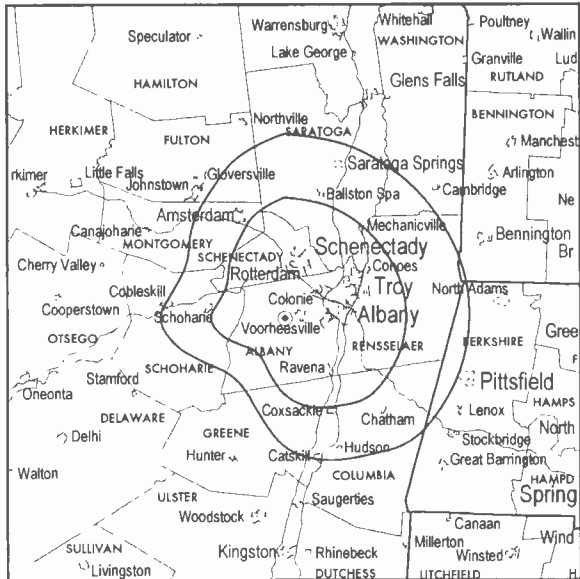 Whitehall
Warrensburg
Poultney
Speculator
Wallin
WASHINGTON
Lake George
Granville
Lud
RUTLAND
HAMILTON
Glens Falls
BENNINGTON
Northville
HERKIMER
SARATOGA
FULTON
Manchest
Saratoga Springs
rkimer
Little Falls
Gloversville
Arlington
Johnstown
Ballston Spa
Cambridge
Ne
Amsterdam
Canajoharie
Mechanicville
MONTGOMERY
Schenectady
Bennington
Br
SCHENECTADY
Cherry Valley
Rotterdam
Cohoes
Troy
North Adams
Cobleskill
Colonie
Cooperstown
Schoharie
Albany
Voorheesville
Gree
OTSEGO
ALBANY
RENSSELAER
BERKSHIRE
F
SCHOHARIE
Ravena
Stamford
Pittsfield
Oneonta
HAMPS
DELAWARE
Coxsackie
Chatham
Lenox
North
GREENE
Delhi
Stockbridge
Hudson
Hunter
Catskill
Great Barrington
Walton
COLUMBIA
HAMPD
ULSTER
Spring
Saugerties
Woodstock
Canaan
Wind
SULLIVAN
Kingston
Rhinebeck
Millerton
Winsted
Livingston
DUTCHESS
LITCHFIELD
H